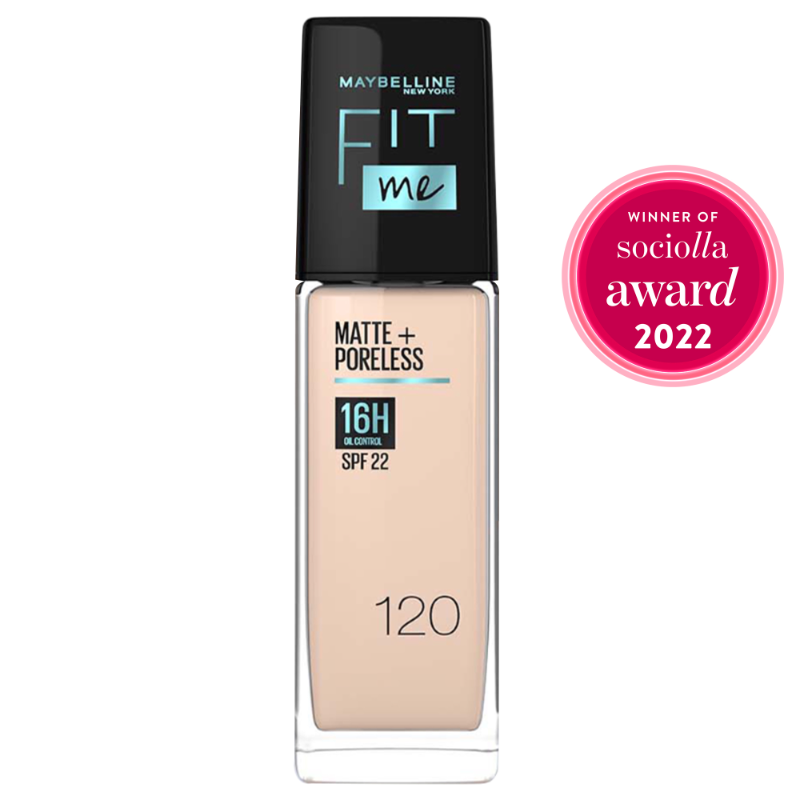 MAYBELLINE
NEW YORK
FIT
me
MATTE +
PORELESS
16H
OIL CONTROL
SPF 22
120
WINNER OF
sociolla
award
2022